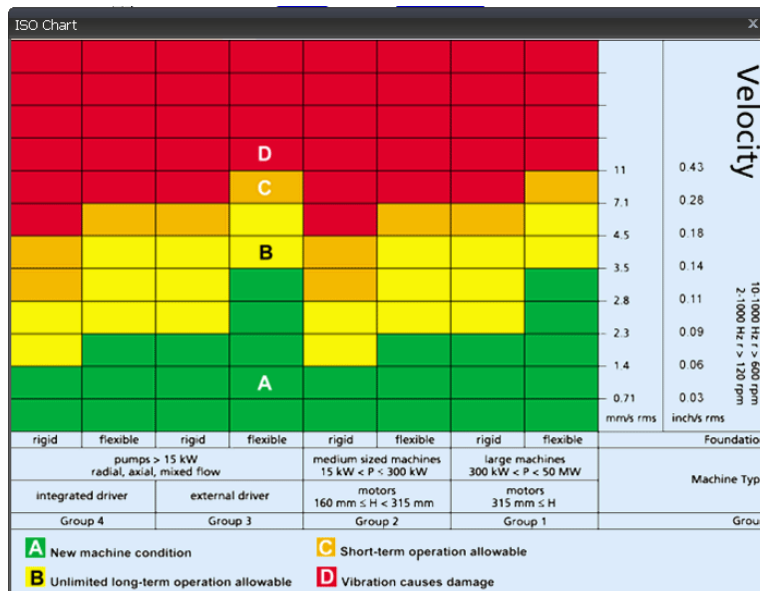 ISO Chart x
D
C
B
A
11 0.43
7.1 0.28
4.5 0.18
3.5 0.14
2.8 0.11
2.3 0.09
1.4 0.06
0.71 0.03
mm/s rms inch/s rms
Velocity
10-1000 Hz r > 600 rpm
2-1000 Hz r > 120 rpm
rigid flexible rigid flexible rigid flexible rigid flexible Foundatio
pumps > 15 kW
radial, axial, mixed flow
medium sized machines
15 kW < P ≤ 300 kW
large machines
300 kW < P < 50 MW
Machine Typ
integrated driver external driver
motors
160 mm ≤ H < 315 mm
motors
315 mm ≤ H
Group 4 Group 3 Group 2 Group 1 Grou
A New machine condition
C Short-term operation allowable
B Unlimited long-term operation allowable
D Vibration causes damage